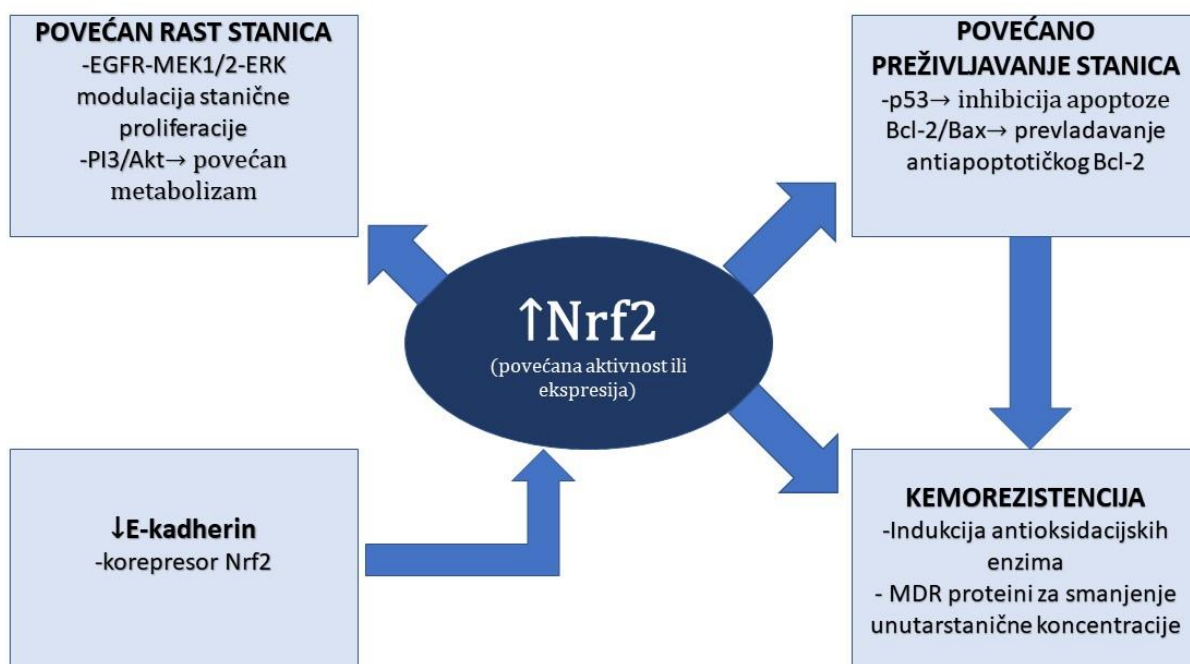 POVEĆAN RAST STANICA
-EGFR-MEK1/2-ERK
modulacija stanične
proliferacije
-PI3/Akt→ povećan
metabolizam
POVEĆANO
PREŽIVLJAVANJE STANICA
-p53→ inhibicija apoptoze
Bcl-2/Bax→ prevladavanje
antiapoptotičkog Bcl-2
↑Nrf2
(povećana aktivnost ili
ekspresija)
↓E-kadherin
-korepresor Nrf2
KEMOREZISTENCIJA
-Indukcija antioksidacijskih
enzima
- MDR proteini za smanjenje
unutarstanične koncentracije